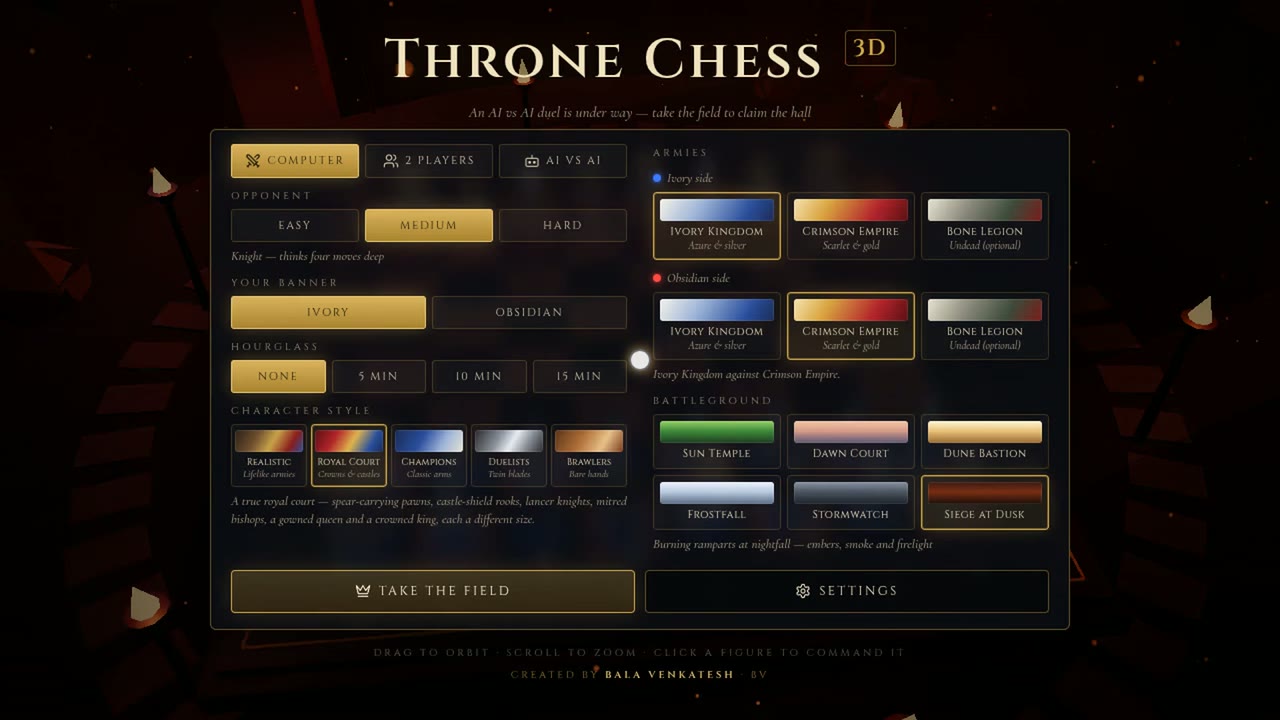 Throne Chess 3D
An AI vs AI duel is under way — take the field to claim the hall
COMPUTER
2 PLAYERS
AI VS AI
OPPONENT
EASY
MEDIUM
HARD
Knight — thinks four moves deep
YOUR BANNER
IVORY
OBSIDIAN
HOURGLASS
NONE
5 MIN
10 MIN
15 MIN
CHARACTER STYLE
Realistic
Lifelike armies
Royal Court
Crowns & castles
Champions
Classic arms
Duelists
Twin blades
Brawlers
Bare hands
A true royal court — spear-carrying pawns, castle-shield rooks, lancer knights, mitred
bishops, a gowned queen and a crowned king, each a different size.
ARMIES
Ivory side
Ivory Kingdom
Azure & silver
Crimson Empire
Scarlet & gold
Bone Legion
Undead (optional)
Obsidian side
Ivory Kingdom
Azure & silver
Crimson Empire
Scarlet & gold
Bone Legion
Undead (optional)
Ivory Kingdom against Crimson Empire.
BATTLEGROUND
Sun Temple
Dawn Court
Dune Bastion
Frostfall
Stormwatch
Siege at Dusk
Burning ramparts at nightfall — embers, smoke and firelight
TAKE THE FIELD
SETTINGS
DRAG TO ORBIT · SCROLL TO ZOOM · CLICK A FIGURE TO COMMAND IT
CREATED BY BALA VENKATESH · BV